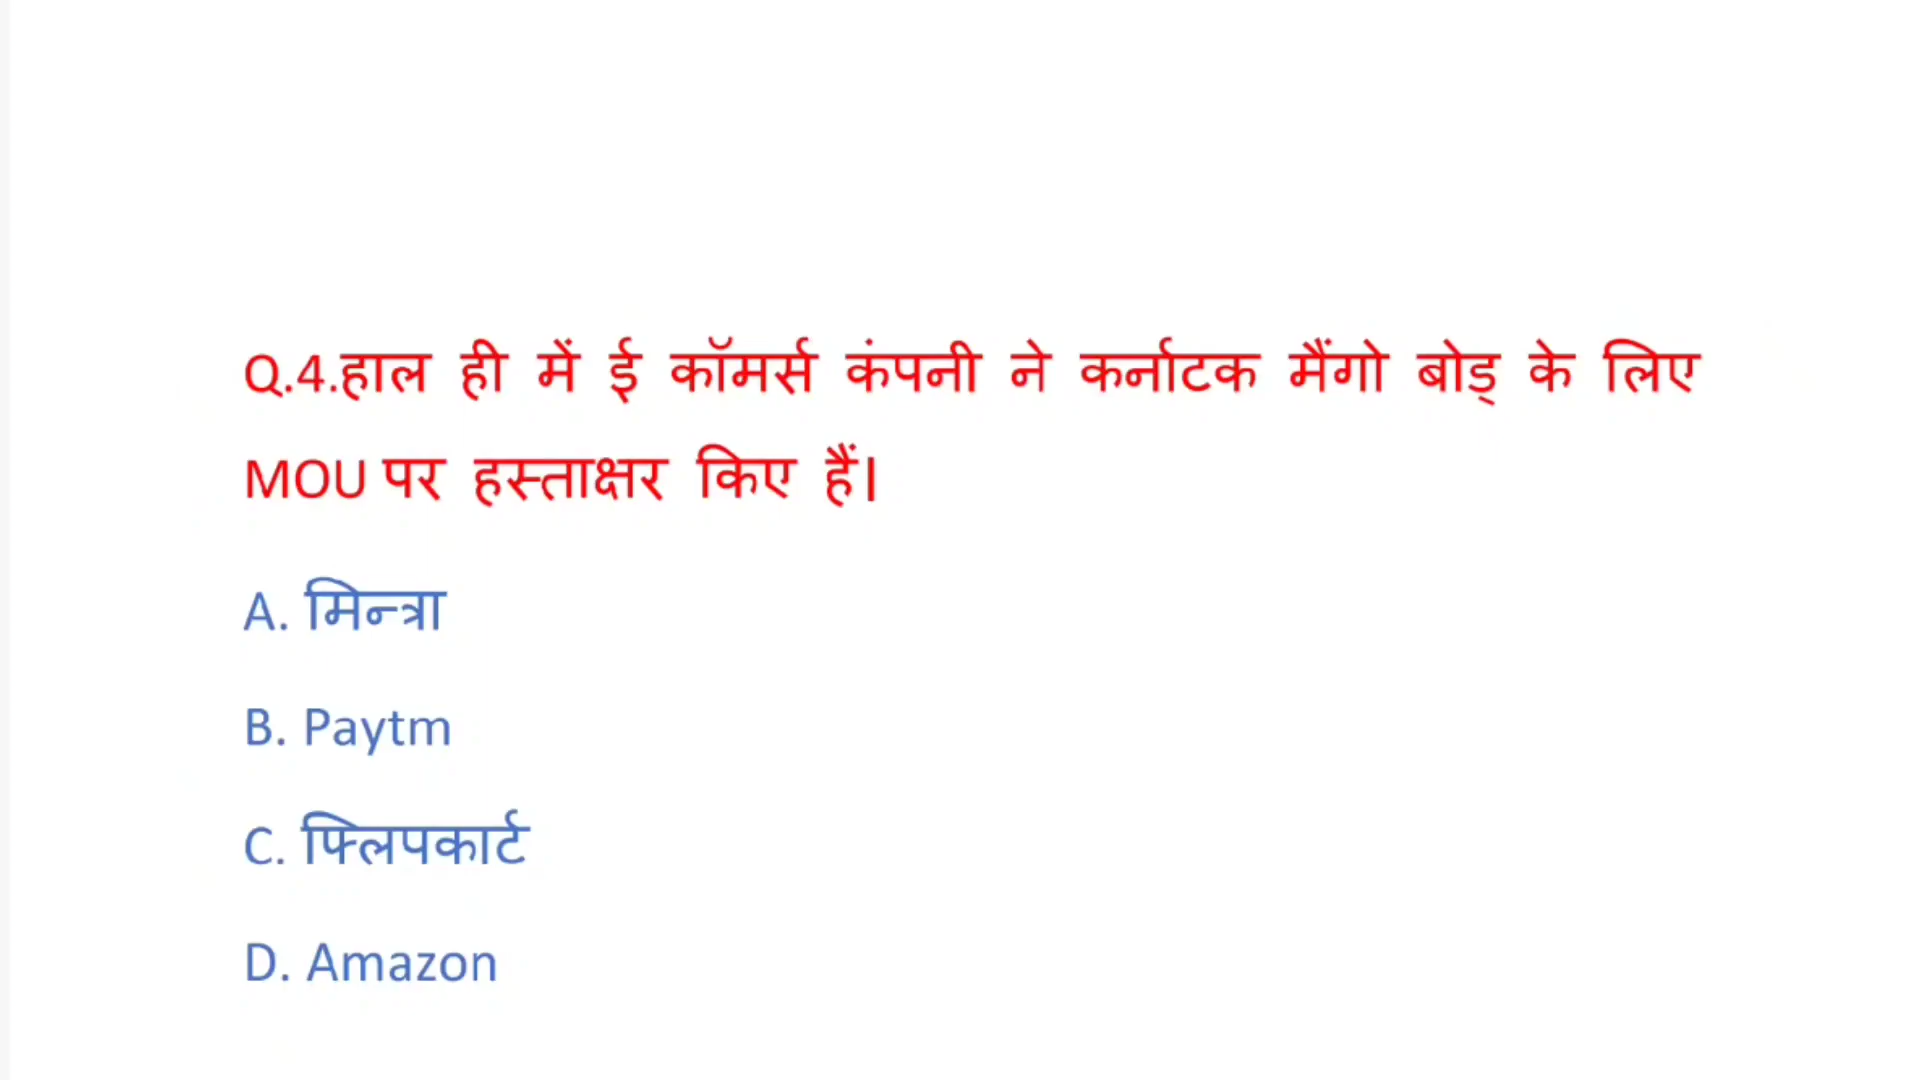 Q.4.हाल ही में ई कॉमर्स कंपनी ने कर्नाटक मैंगो बोड् के लिए
MOU पर हस्ताक्षर किए हैं।
A. मिन्त्रा
B. Paytm
C. फ्लिपकार्ट
D. Amazon